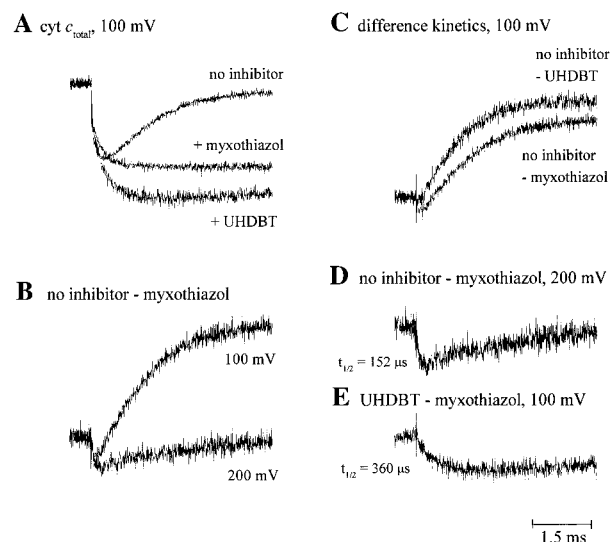 A cyt c total, 100 mV
no inhibitor
+ myxothiazol
+ UHDBT
B no inhibitor - myxothiazol
100 mV
200 mV
C difference kinetics, 100 mV
no inhibitor
- UHDBT
no inhibitor
- myxothiazol
D no inhibitor - myxothiazol, 200 mV
t1/2 = 152 μs
E UHDBT - myxothiazol, 100 mV
t1/2 = 360 μs
1.5 ms